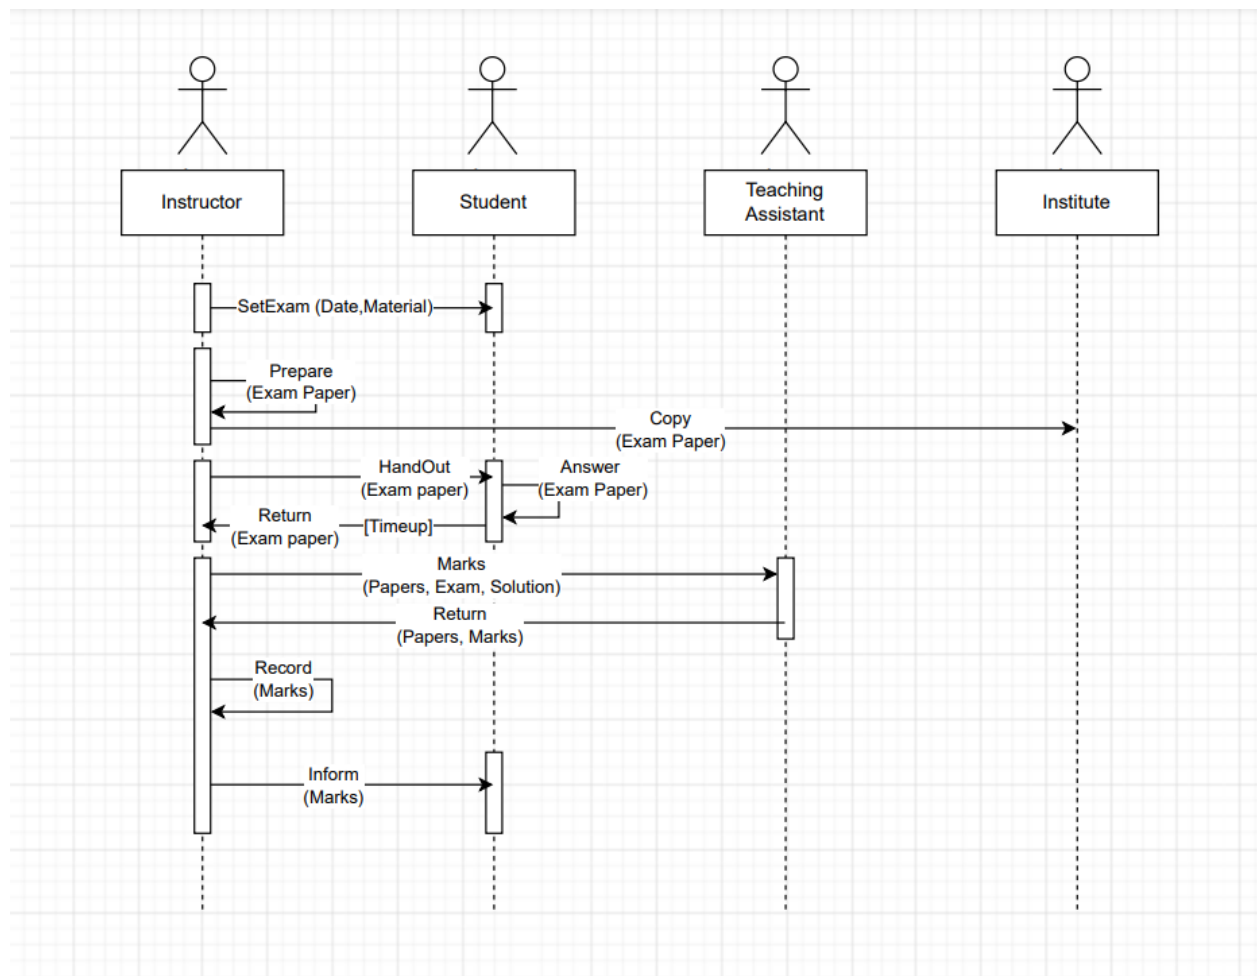 Instructor
Student
Teaching
Assistant
Institute
SetExam (Date,Material)
Prepare
(Exam Paper)
Copy
(Exam Paper)
HandOut
(Exam paper)
Answer
(Exam Paper)
Return
(Exam paper)
[Timeup]
Marks
(Papers, Exam, Solution)
Return
(Papers, Marks)
Record
(Marks)
Inform
(Marks)